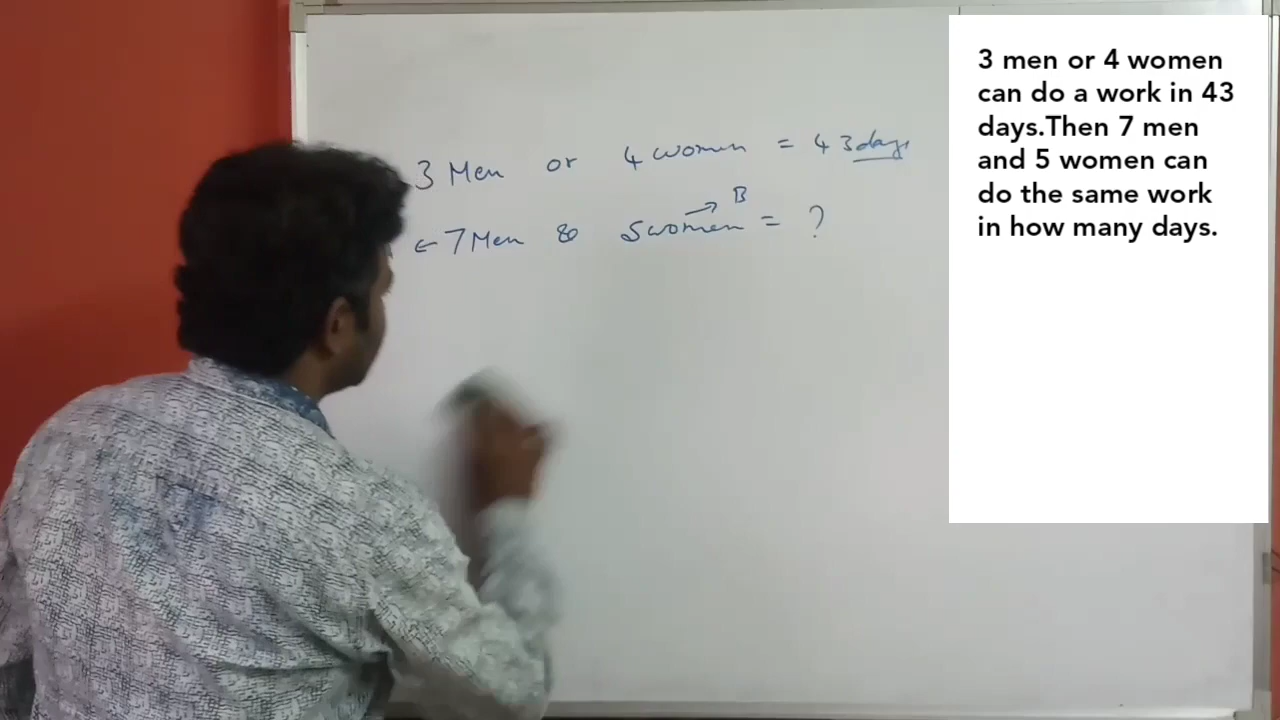 3 Men or 4 women = 43 days
B
← 7 Men & 5 women → = ?
3 men or 4 women
can do a work in 43
days.Then 7 men
and 5 women can
do the same work
in how many days.